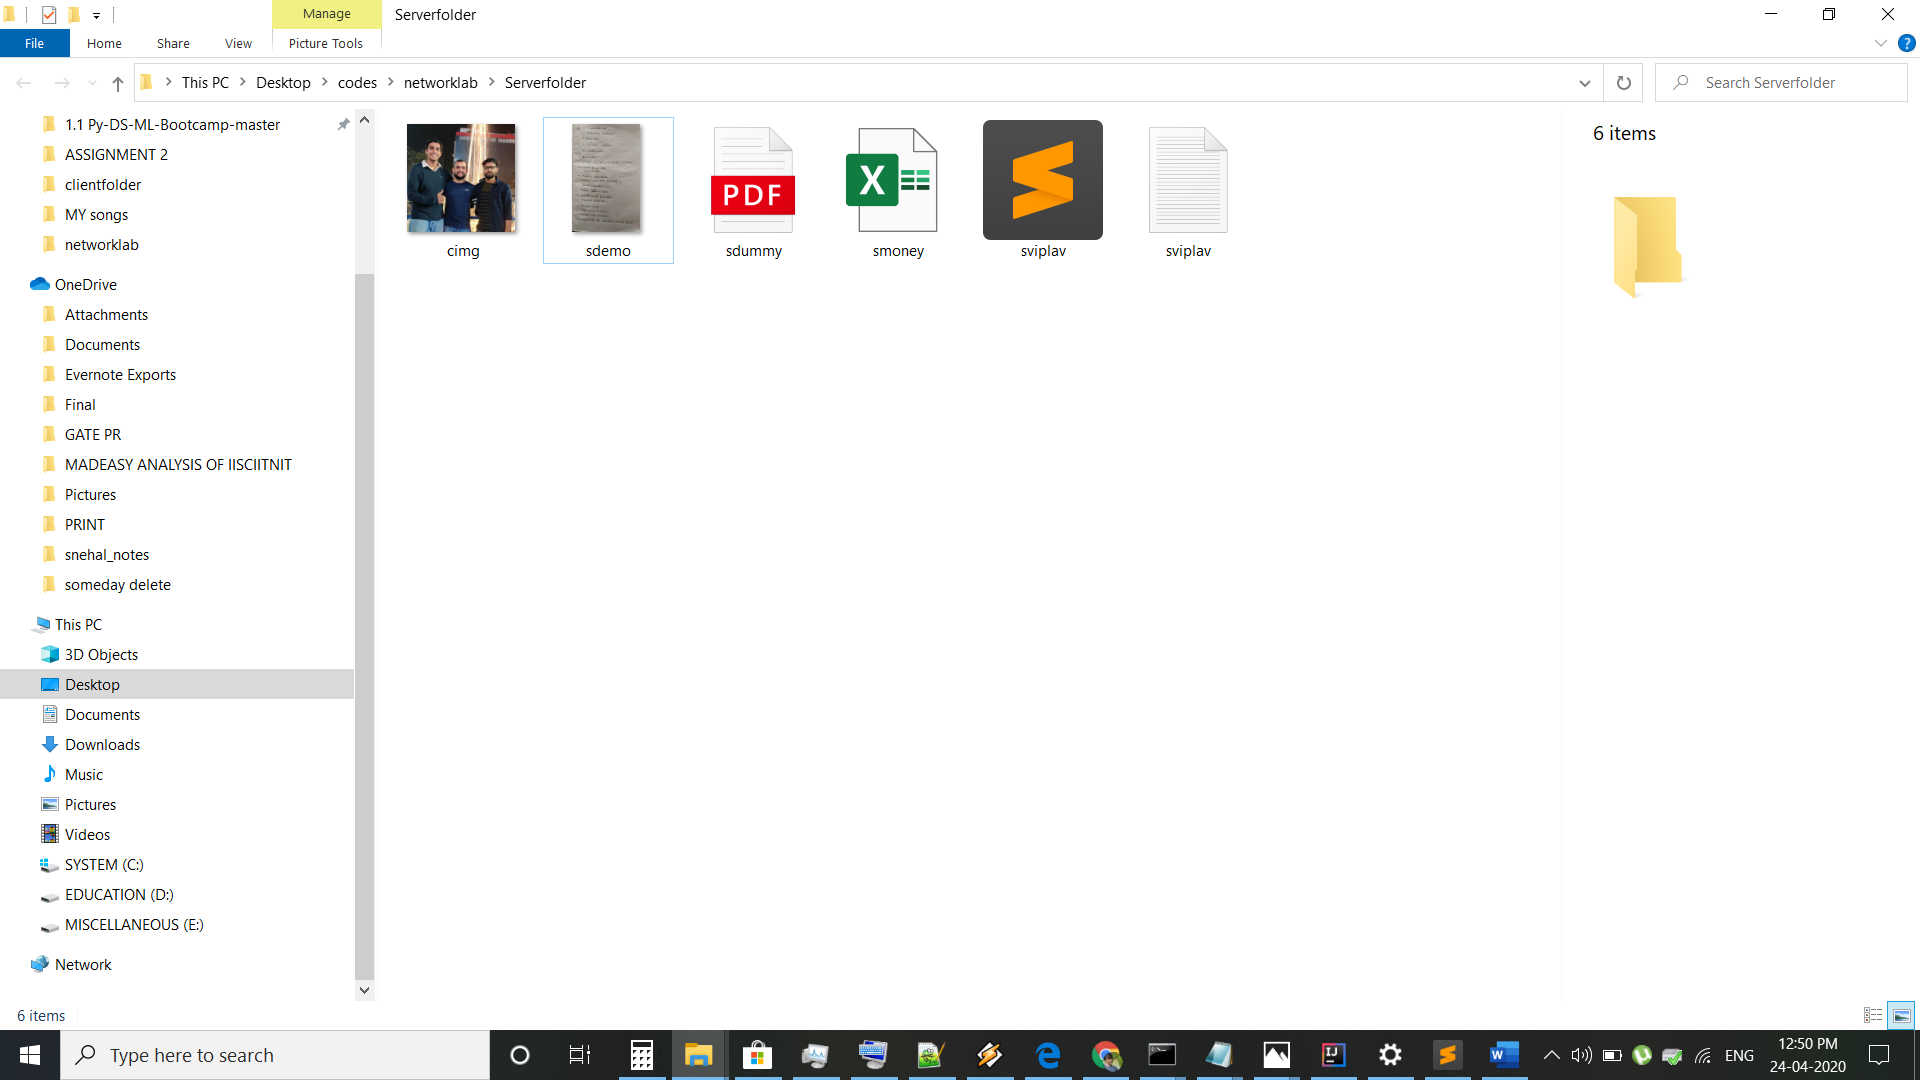 Manage
Serverfolder
File
Home
Share
View
Picture Tools
This PC
Desktop
codes
networklab
Serverfolder
Search Serverfolder
1.1 Py-DS-ML-Bootcamp-master
ASSIGNMENT 2
clientfolder
MY songs
networklab
OneDrive
Attachments
Documents
Evernote Exports
Final
GATE PR
MADEASY ANALYSIS OF IISCIITNIT
Pictures
PRINT
snehal_notes
someday delete
This PC
3D Objects
Desktop
Documents
Downloads
Music
Pictures
Videos
SYSTEM (C:)
EDUCATION (D:)
MISCELLANEOUS (E:)
Network
PDF
X
cimg
sdemo
sdummy
smoney
sviplav
sviplav
6 items
6 items
Type here to search
IJ
W
ENG
12:50 PM
24-04-2020